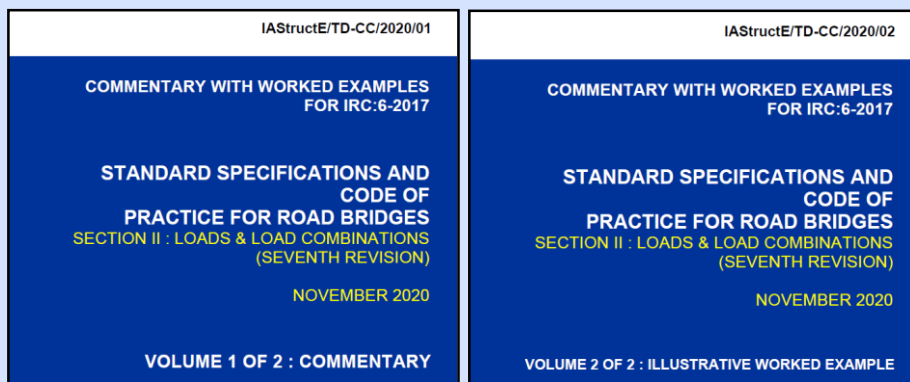 IAStructE/TD-CC/2020/01
COMMENTARY WITH WORKED EXAMPLES
FOR IRC:6-2017
STANDARD SPECIFICATIONS AND
CODE OF
PRACTICE FOR ROAD BRIDGES
SECTION II : LOADS & LOAD COMBINATIONS
(SEVENTH REVISION)
NOVEMBER 2020
VOLUME 1 OF 2 : COMMENTARY
IAStructE/TD-CC/2020/02
COMMENTARY WITH WORKED EXAMPLES
FOR IRC:6-2017
STANDARD SPECIFICATIONS AND
CODE OF
PRACTICE FOR ROAD BRIDGES
SECTION II : LOADS & LOAD COMBINATIONS
(SEVENTH REVISION)
NOVEMBER 2020
VOLUME 2 OF 2 : ILLUSTRATIVE WORKED EXAMPLE